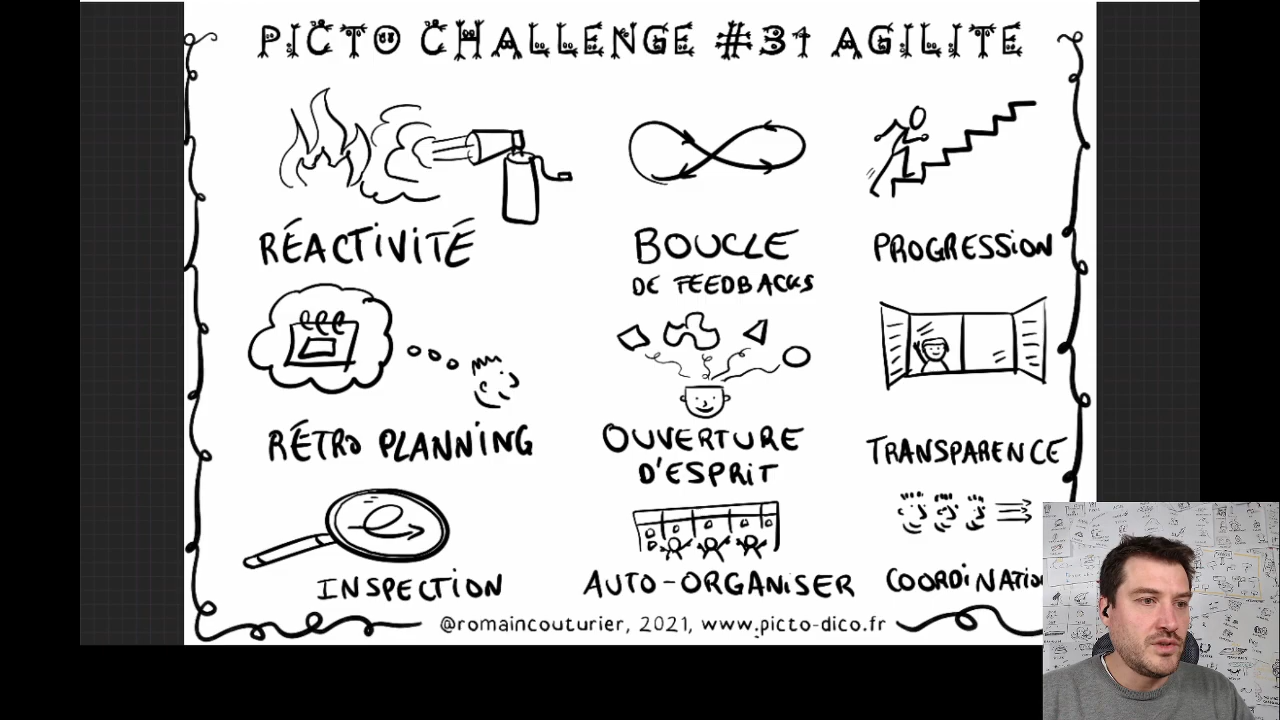 PICTO CHALLENGE #31 AGILITE
RÉACTIVITÉ
BOUCLE
DE FEEDBACKS
PROGRESSION
RÉTRO PLANNING
OUVERTURE
D'ESPRIT
TRANSPARENCE
INSPECTION
AUTO-ORGANISER
@romaincouturier, 2021, www.picto-dico.fr